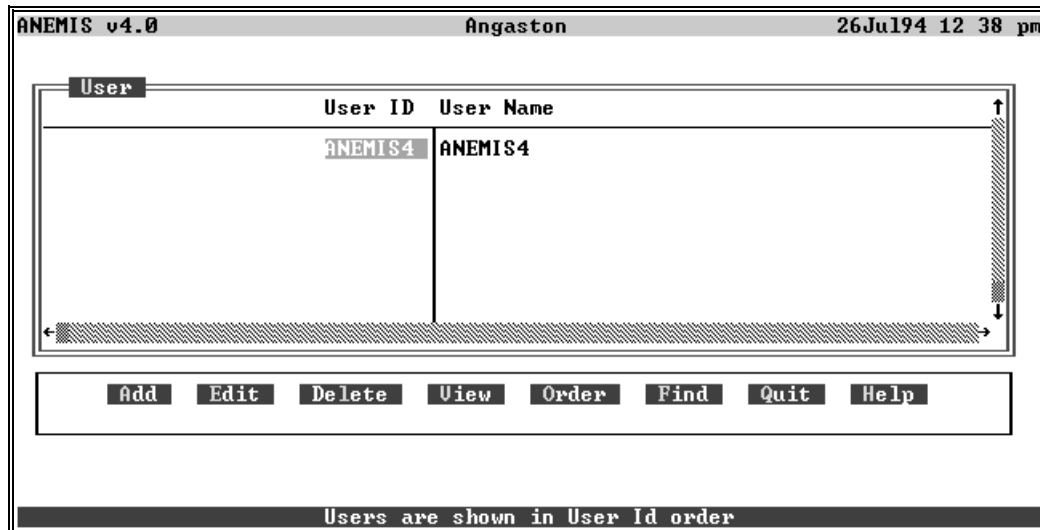 ANEMIS v4.0 Angaston 26Jul94 12 38 pm
User
User ID User Name
ANEMIS4 ANEMIS4
Add Edit Delete View Order Find Quit Help
Users are shown in User Id order